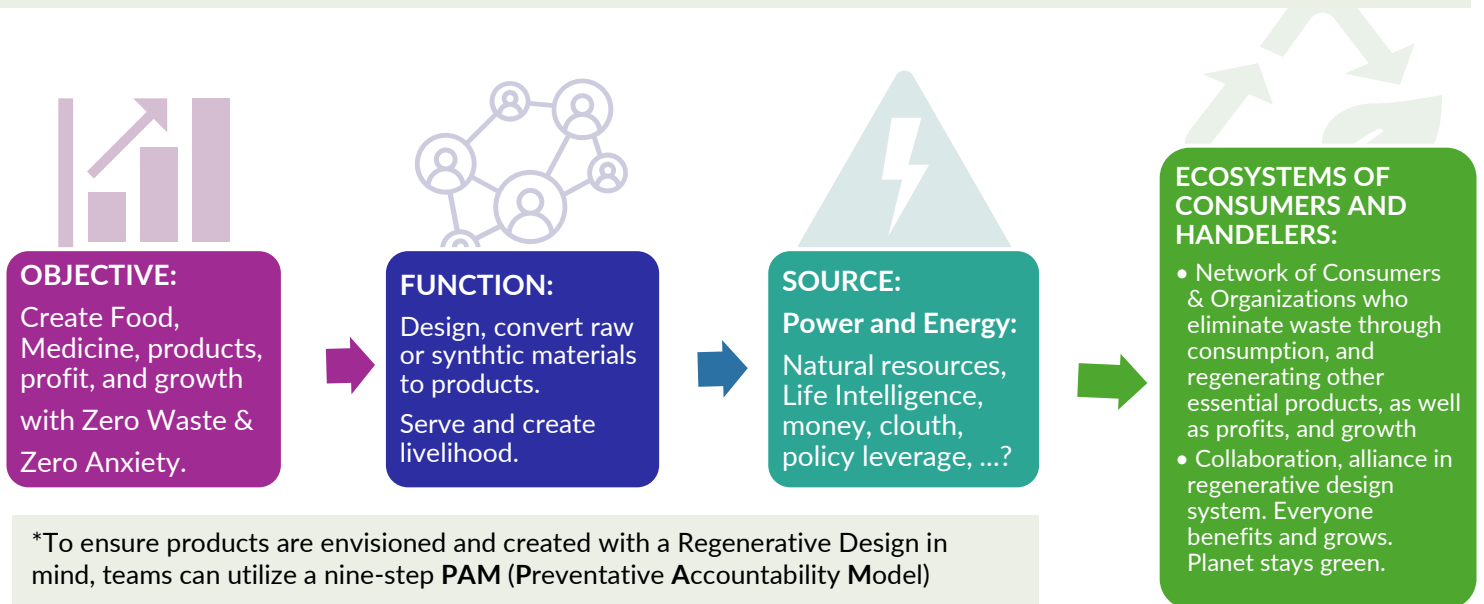 OBJECTIVE:
Create Food,
Medicine, products,
profit, and growth
with Zero Waste &
Zero Anxiety.
FUNCTION:
Design, convert raw
or synthtic materials
to products.
Serve and create
livelihood.
SOURCE:
Power and Energy:
Natural resources,
Life Intelligence,
money, clouth,
policy leverage, ...?
ECOSYSTEMS OF
CONSUMERS AND
HANDELERS:
• Network of Consumers
& Organizations who
eliminate waste through
consumption, and
regenerating other
essential products, as well
as profits, and growth
• Collaboration, alliance in
regenerative design
system. Everyone
benefits and grows.
Planet stays green.
*To ensure products are envisioned and created with a Regenerative Design in
mind, teams can utilize a nine-step PAM (Preventative Accountability Model)